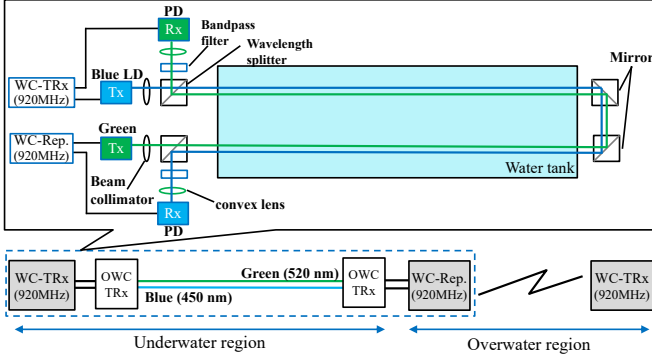 PD
Rx
Bandpass
filter
Wavelength
splitter
Mirror
Blue LD
WC-TRx
(920MHz)
Tx
Green
WC-Rep.
(920MHz)
Tx
Beam
collimator
Rx
PD
convex lens
Water tank
WC-TRx
(920MHz)
OWC
TRx
Green (520 nm)
Blue (450 nm)
OWC
TRx
WC-Rep.
(920MHz)
WC-TRx
(920MHz)
Underwater region
Overwater region